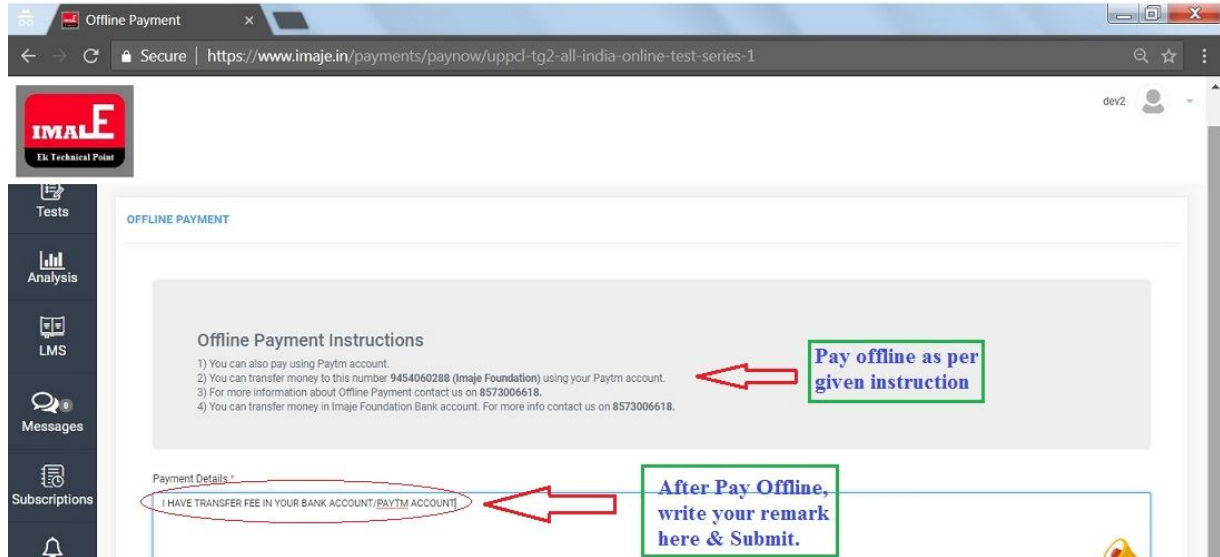 Offline Payment
Secure | https://www.imaje.in/payments/paynow/uppcl-tg2-all-india-online-test-series-1
dev2
IMAJE
Ek Technical Point
Tests
Analysis
LMS
Messages
0
Subscriptions
OFFLINE PAYMENT
Offline Payment Instructions
1) You can also pay using Paytm account.
2) You can transfer money to this number 9454060288 (Imaje Foundation) using your Paytm account.
3) For more information about Offline Payment contact us on 8573006618.
4) You can transfer money in Imaje Foundation Bank account. For more info contact us on 8573006618.
Pay offline as per
given instruction
Payment Details *
I HAVE TRANSFER FEE IN YOUR BANK ACCOUNT/PAYTM ACCOUNT
After Pay Offline,
write your remark
here & Submit.